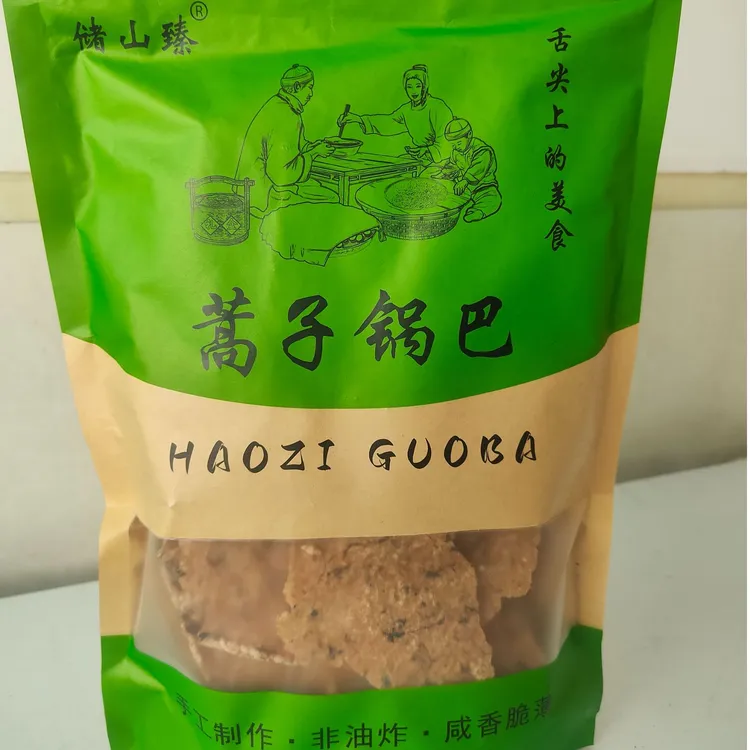 储山臻®
舌尖上的美食
蒿子锅巴
HAOZI GUOBA
手工制作·非油炸·咸香脆薄